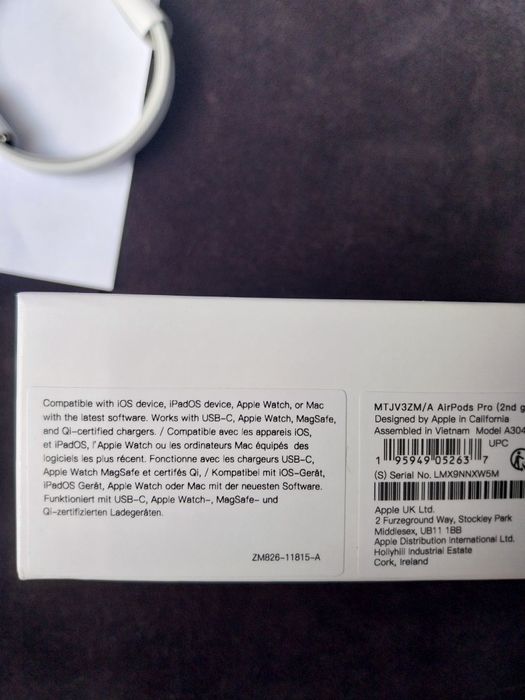 Compatible with iOS device, iPadOS device, Apple Watch, or Mac
with the latest software. Works with USB-C, Apple Watch, MagSafe,
and Qi-certified chargers. / Compatible avec les appareils iOS,
et iPadOS, l'Apple Watch ou les ordinateurs Mac équipés des
logiciels les plus récent. Fonctionne avec les chargeurs USB-C,
Apple Watch MagSafe et certifés Qi, / Kompatibel mit iOS-Gerät,
iPadOS Gerät, Apple Watch oder Mac mit der neuesten Software.
Funktioniert mit USB-C, Apple Watch-, MagSafe- und
Qi-zertifizierten Ladegeräten.
ZM826-11815-A
MTJV3ZM/A AirPods Pro (2nd g
Designed by Apple in California
Assembled in Vietnam Model A304
UPC
1 95949 05263 7
(S) Serial No. LMX9NNXW5M
Apple UK Ltd.
2 Furzeground Way, Stockley Park
Middlesex, UB11 1BB
Apple Distribution International Ltd.
Hollyhill Industrial Estate
Cork, Ireland